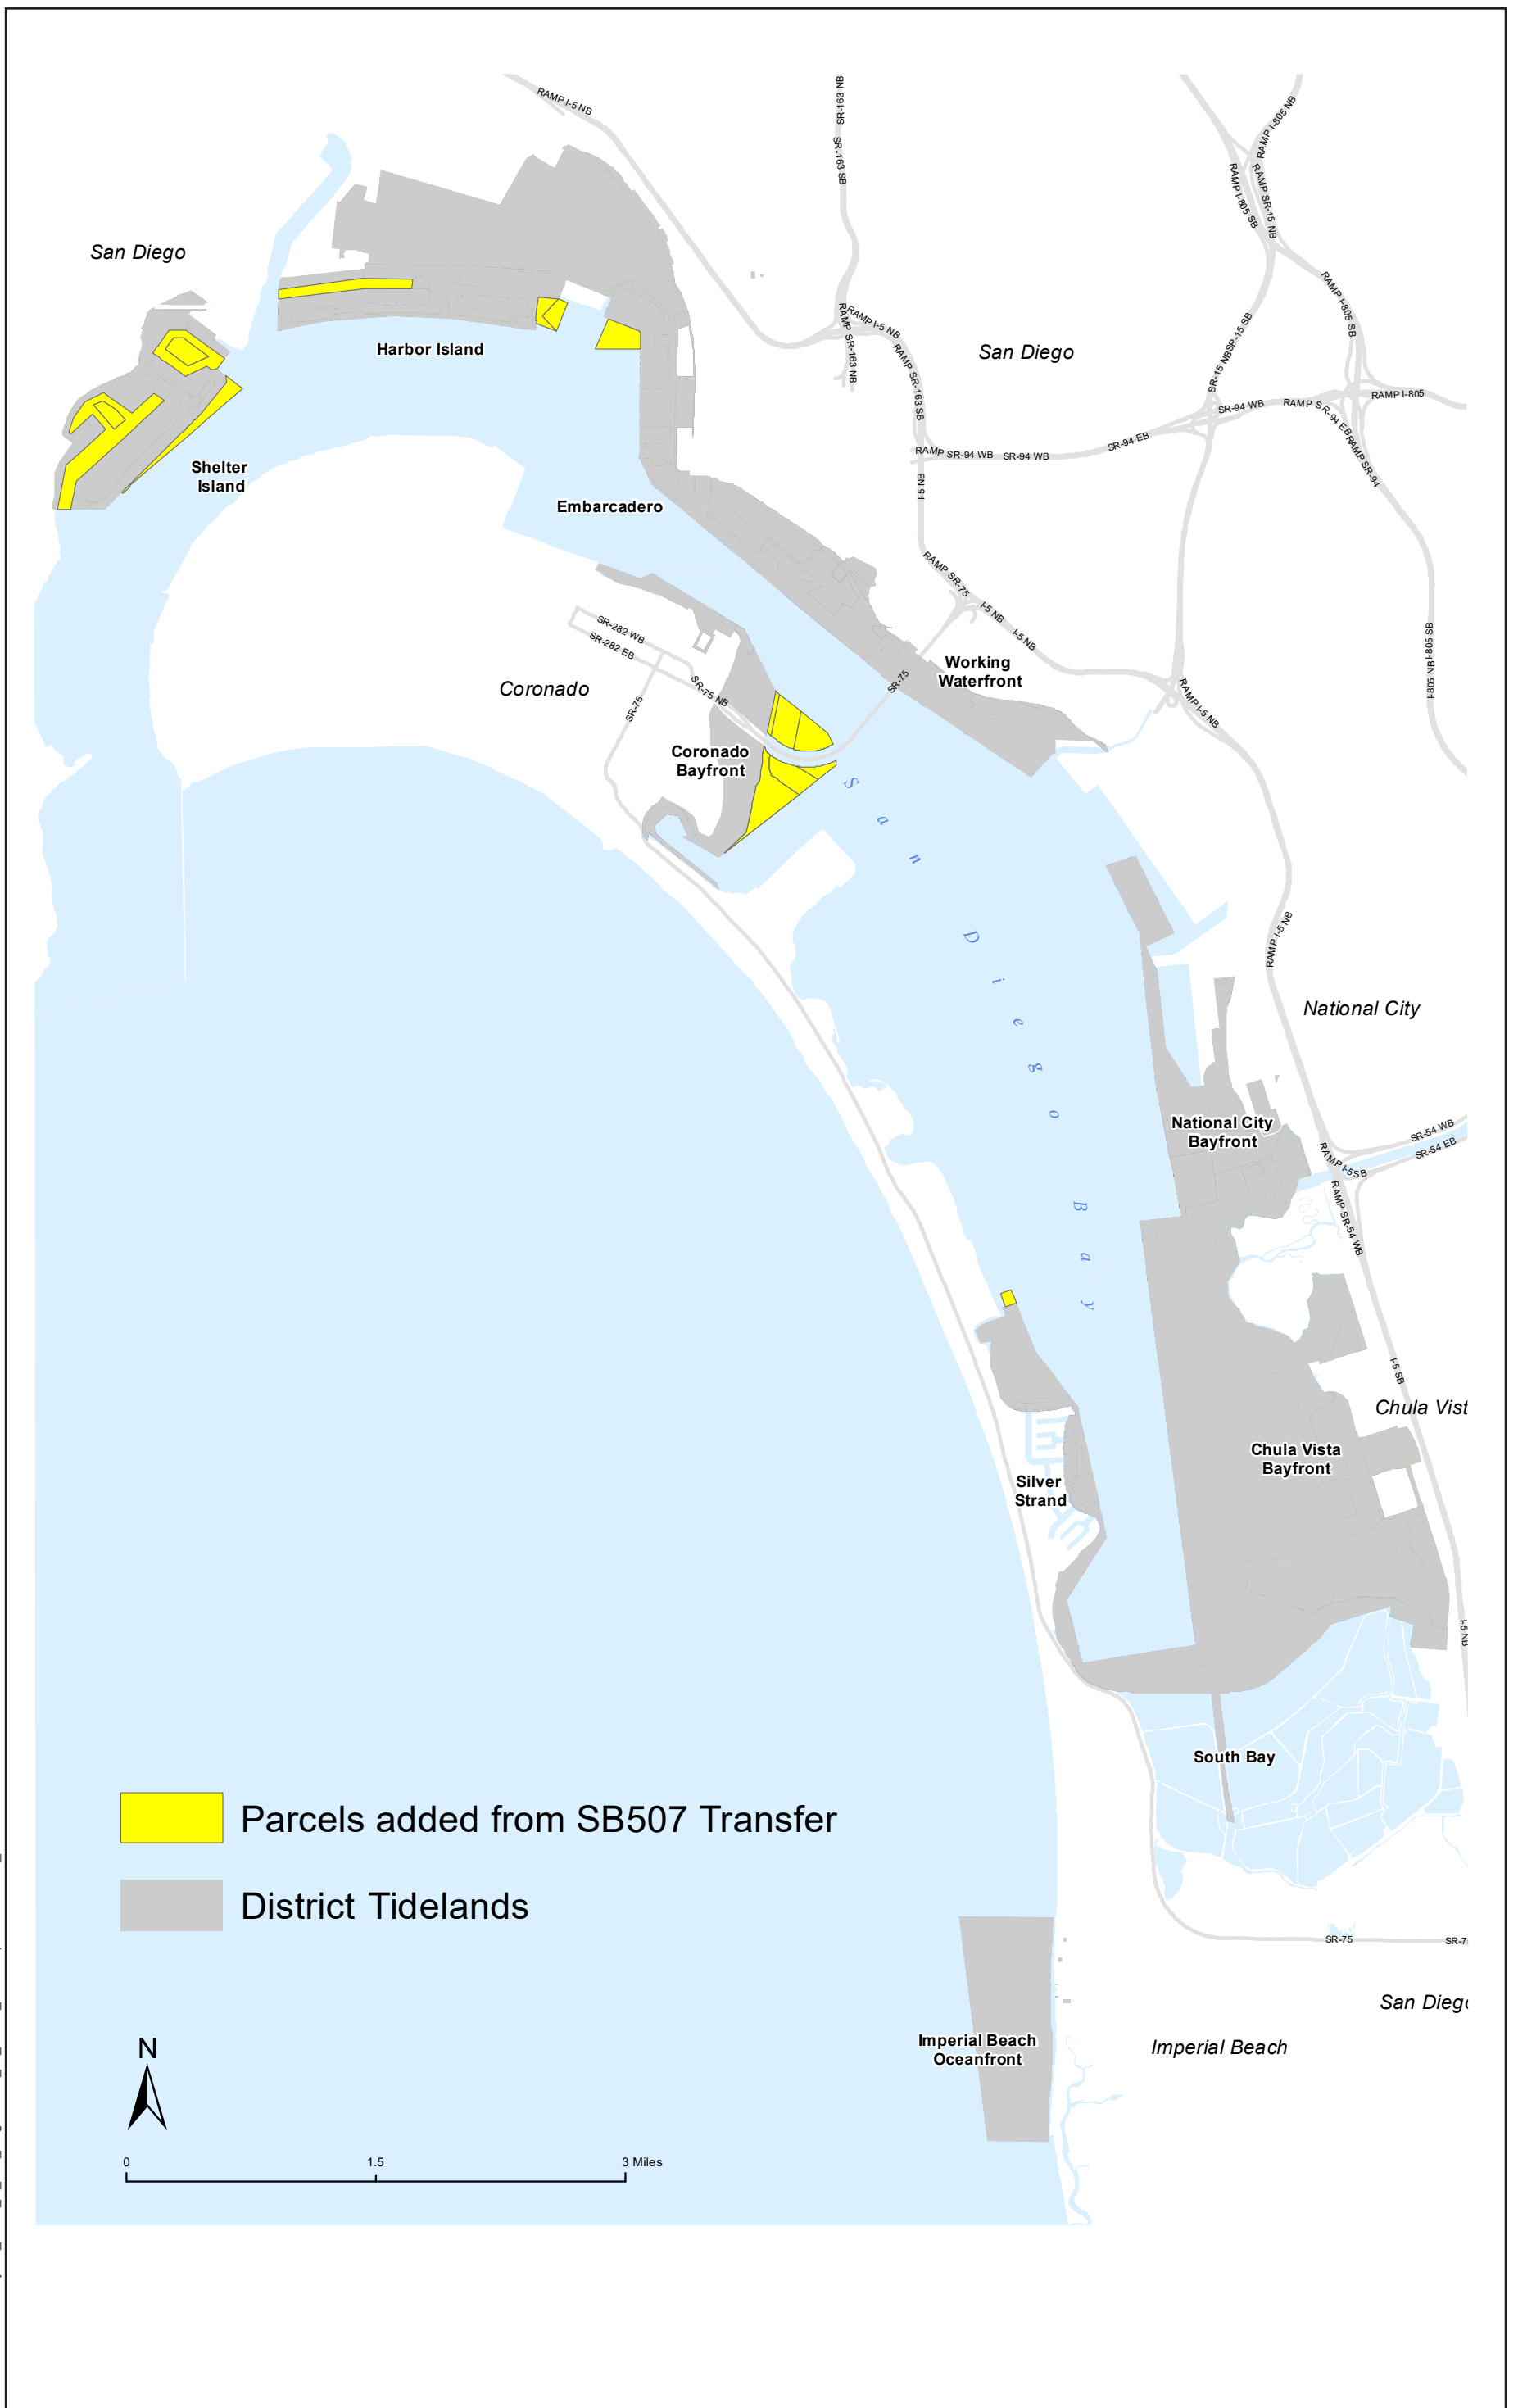 RAMP I-5 NB
SR-163 NB
SR-163 SB
RAMP I-805 NB
RAMP I-805 SB
RAMP SR-15 NB
San Diego
RAMP I-805 SB
Harbor Island
RAMP I-5 NB
RAMP SR-163 NB
RAMP SR-163 SB
San Diego
SR-15 SB
SR-15 NB
SR-94 WB
RAMP SR-94 EB
RAMP I-805
RAMP SR-94
SR-94 EB
RAMP SR-94 WB
SR-94 WB
Shelter
Island
I-5 NB
Embarcadero
RAMP SR-75
I-5 NB
I-5 NB
SR-282 WB
SR-282 EB
Working
Waterfront
I-805 SB
I-805 NB
Coronado
SR-75 NB
SR-75
SR-75
RAMP I-5 NB
Coronado
Bayfront
San Diego Bay
RAMP I-5 NB
National City
National City
Bayfront
SR-54 WB
SR-54 EB
RAMP I-5 SB
RAMP SR-54 WB
I-5 SB
Chula Vist
Chula Vista
Bayfront
Silver
Strand
I-5 NB
South Bay
Parcels added from SB507 Transfer
District Tidelands
SR-75
SR-7
San Dieg
Imperial Beach
Oceanfront
Imperial Beach
N
0 1.5 3 Miles